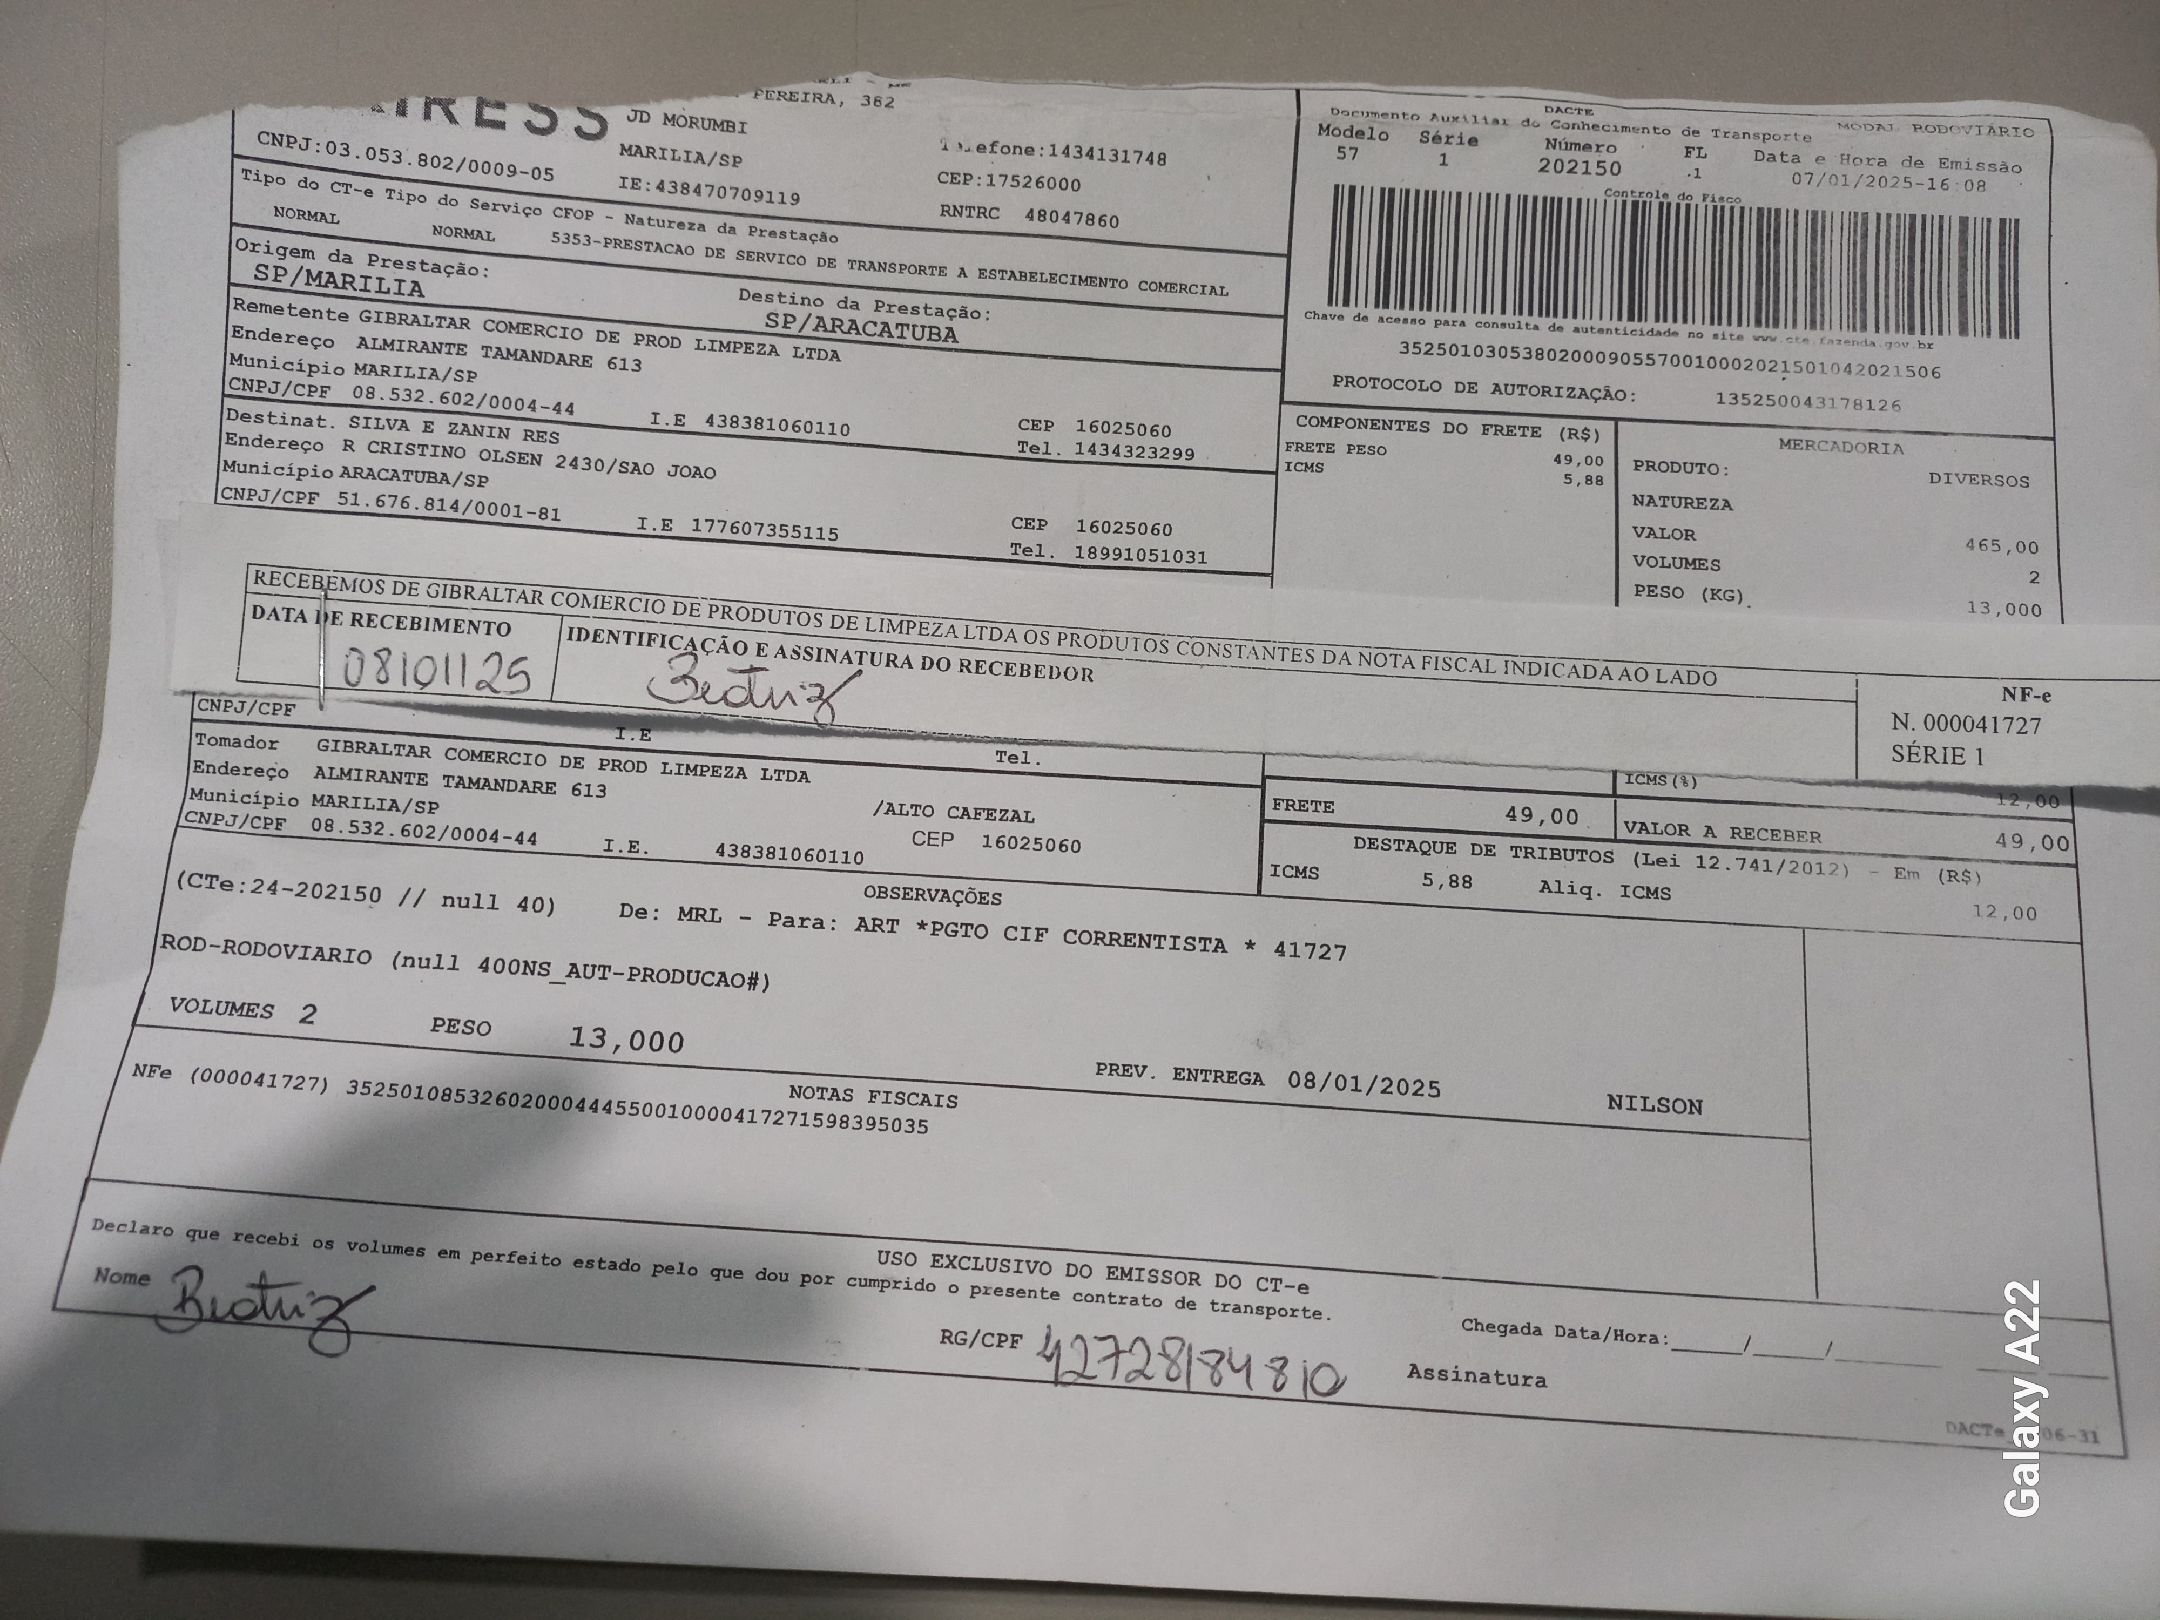 PEREIRA, 362
JD MORUMBI
CNPJ:03.053.802/0009-05
MARILIA/SP
Telefone:1434131748
IE:438470709119
CEP:17526000
RNTRC 48047860
DACTE
Documento Auxiliar do Conhecimento de Transporte
MODAL RODOVIÁRIO
Modelo Série Número FL Data e Hora de Emissão
57 1 202150 .1 07/01/2025-16:08
Controle do Fisco
Chave de acesso para consulta de autenticidade no site www.cte.fazenda.gov.br
35250103053802000905570010002021501042021506
PROTOCOLO DE AUTORIZAÇÃO: 135250043178126
Tipo do CT-e Tipo do Serviço CFOP - Natureza da Prestação
NORMAL NORMAL 5353-PRESTACAO DE SERVICO DE TRANSPORTE A ESTABELECIMENTO COMERCIAL
Origem da Prestação: Destino da Prestação:
SP/MARILIA SP/ARACATUBA
Remetente GIBRALTAR COMERCIO DE PROD LIMPEZA LTDA
Endereço ALMIRANTE TAMANDARE 613
Município MARILIA/SP CEP 16025060
CNPJ/CPF 08.532.602/0004-44 I.E 438381060110 Tel. 1434323299
Destinat. SILVA E ZANIN RES
Endereço R CRISTINO OLSEN 2430/SAO JOAO
Município ARACATUBA/SP CEP 16025060
CNPJ/CPF 51.676.814/0001-81 I.E 177607355115 Tel. 18991051031
COMPONENTES DO FRETE (R$)
FRETE PESO 49,00
ICMS 5,88
MERCADORIA
PRODUTO: DIVERSOS
NATUREZA
VALOR 465,00
VOLUMES 2
PESO (KG). 13,000
RECEBEMOS DE GIBRALTAR COMERCIO DE PRODUTOS DE LIMPEZA LTDA OS PRODUTOS CONSTANTES DA NOTA FISCAL INDICADA AO LADO
DATA DE RECEBIMENTO
08/01/25
IDENTIFICAÇÃO E ASSINATURA DO RECEBEDOR
Beatriz
NF-e
N. 000041727
SÉRIE 1
CNPJ/CPF I.E Tel.
Tomador GIBRALTAR COMERCIO DE PROD LIMPEZA LTDA
Endereço ALMIRANTE TAMANDARE 613 /ALTO CAFEZAL
Município MARILIA/SP CEP 16025060
CNPJ/CPF 08.532.602/0004-44 I.E. 438381060110
ICMS(%) 12,00
FRETE 49,00 VALOR A RECEBER 49,00
DESTAQUE DE TRIBUTOS (Lei 12.741/2012) - Em (R$)
ICMS 5,88 Aliq. ICMS 12,00
OBSERVAÇÕES
(CTe:24-202150 // null 40) De: MRL - Para: ART *PGTO CIF CORRENTISTA * 41727
ROD-RODOVIARIO (null 400NS_AUT-PRODUCAO#)
VOLUMES 2 PESO 13,000 PREV. ENTREGA 08/01/2025 NILSON
NOTAS FISCAIS
NFe (000041727) 35250108532602000444550010000417271598395035
USO EXCLUSIVO DO EMISSOR DO CT-e
Declaro que recebi os volumes em perfeito estado pelo que dou por cumprido o presente contrato de transporte.
Nome Beatriz RG/CPF 42728184810 Chegada Data/Hora:_____/_____/______
Assinatura
Galaxy A22